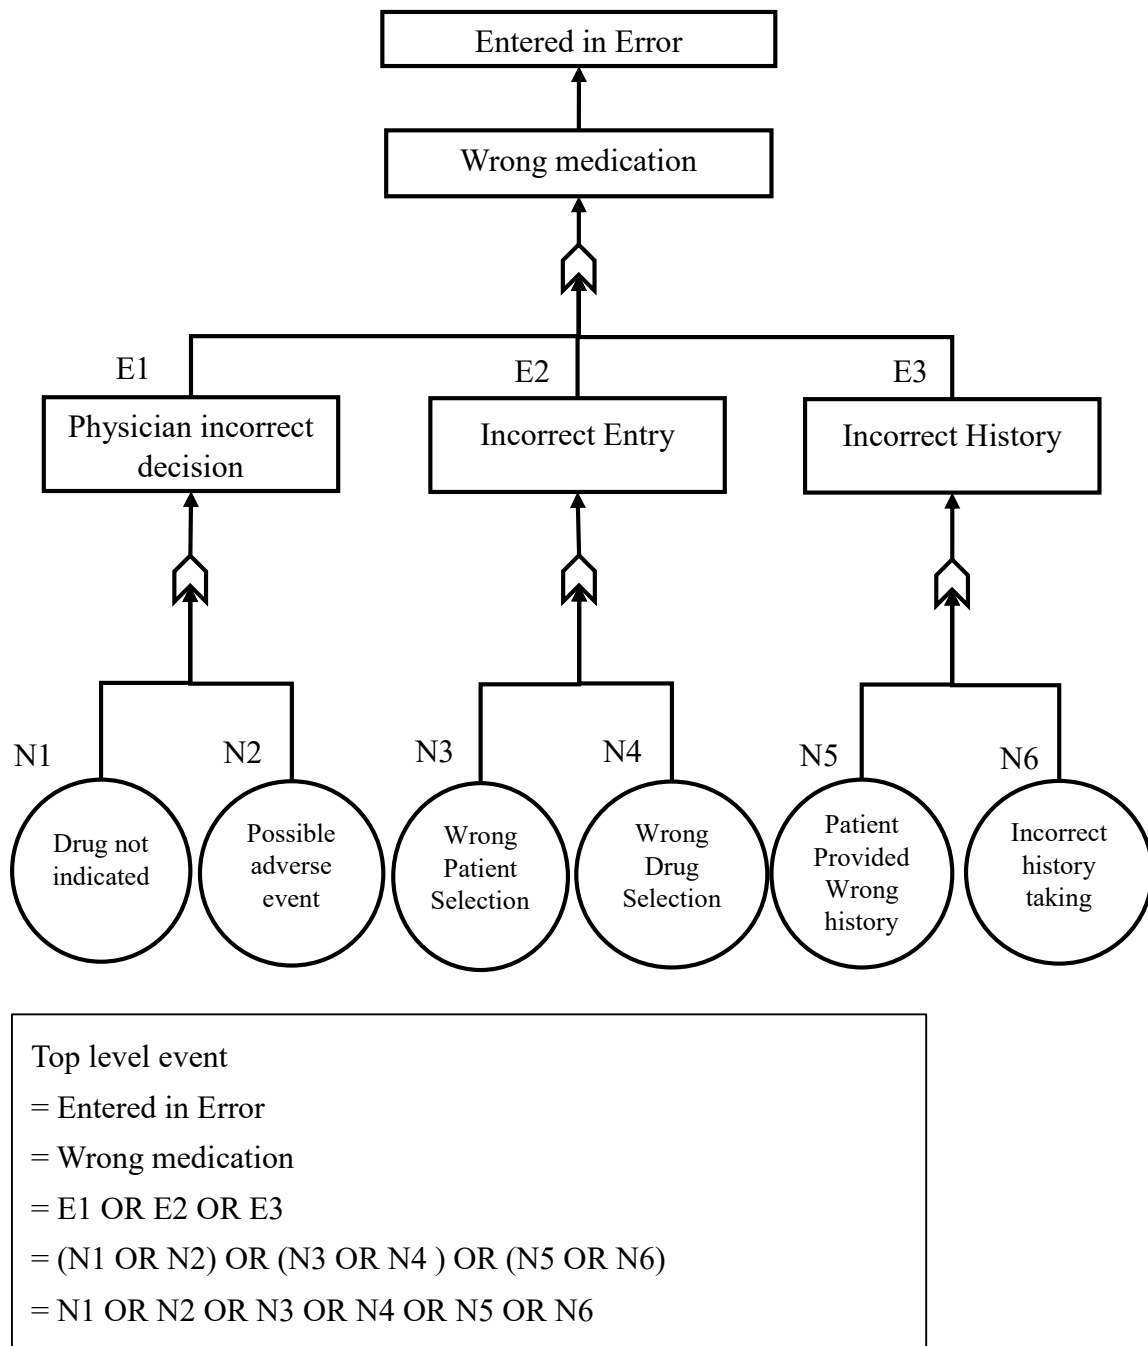 Entered in Error
Wrong medication
E1
E2
E3
Physician incorrect
decision
Incorrect Entry
Incorrect History
N1
N2
N3
N4
N5
N6
Drug not
indicated
Possible
adverse
event
Wrong
Patient
Selection
Wrong
Drug
Selection
Patient
Provided
Wrong
history
Incorrect
history
taking
Top level event
= Entered in Error
= Wrong medication
= E1 OR E2 OR E3
= (N1 OR N2) OR (N3 OR N4 ) OR (N5 OR N6)
= N1 OR N2 OR N3 OR N4 OR N5 OR N6